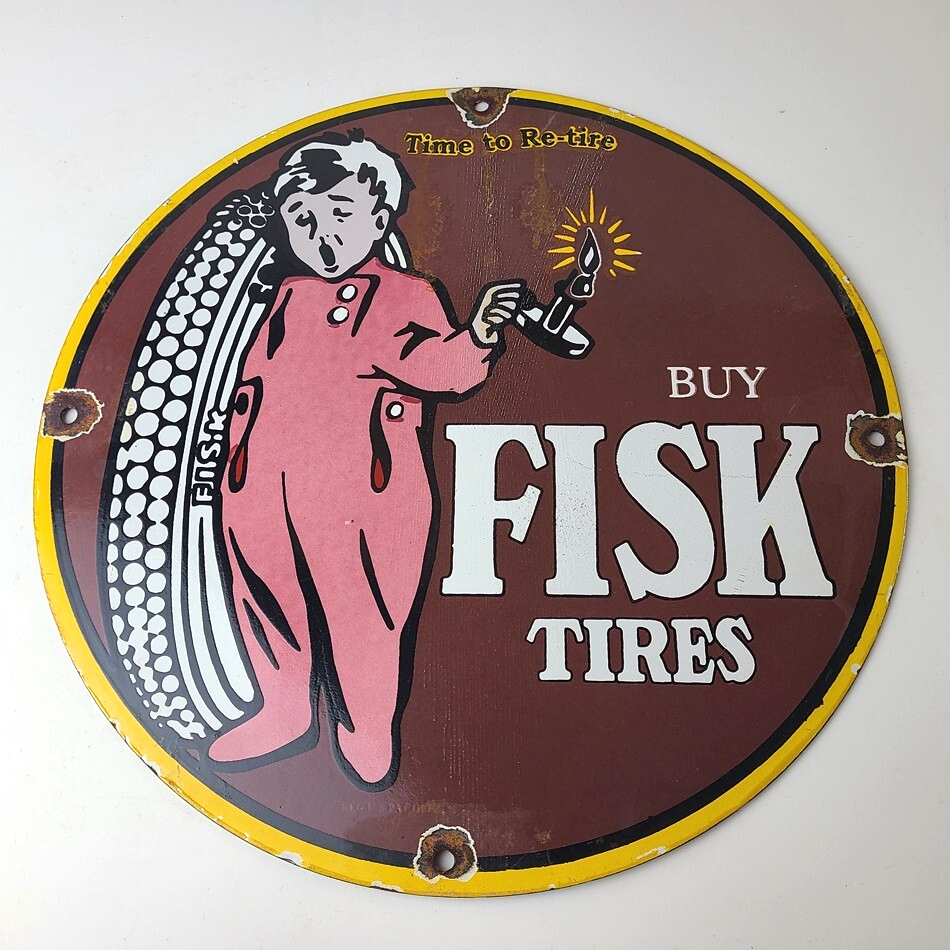 Time to Re-tire
FISK
BUY
FISK
TIRES